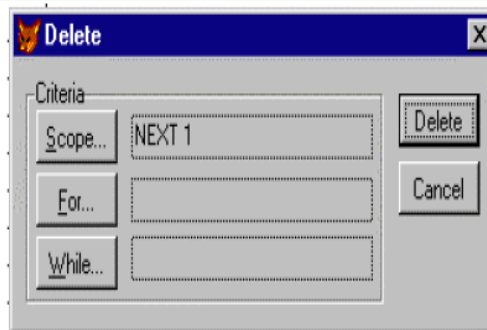 Delete
Criteria
Scope... NEXT 1
Delete
For...
Cancel
While...